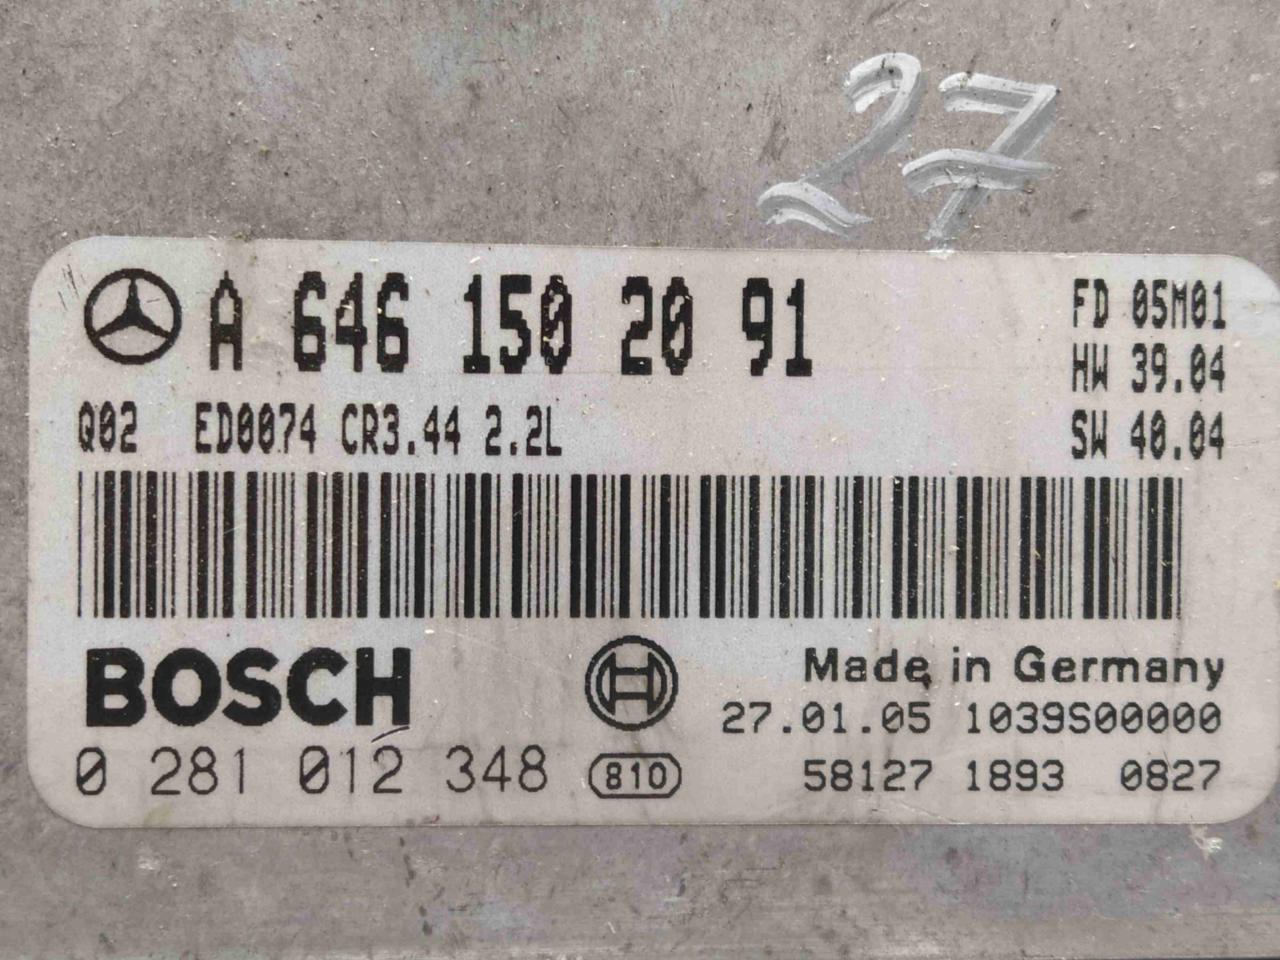 27
A 646 150 20 91
FD 05M01
HW 39.04
SW 40.04
Q02 ED0074 CR3.44 2.2L
BOSCH
Made in Germany
27.01.05 1039S00000
0 281 012 348
810
58127 1893 0827